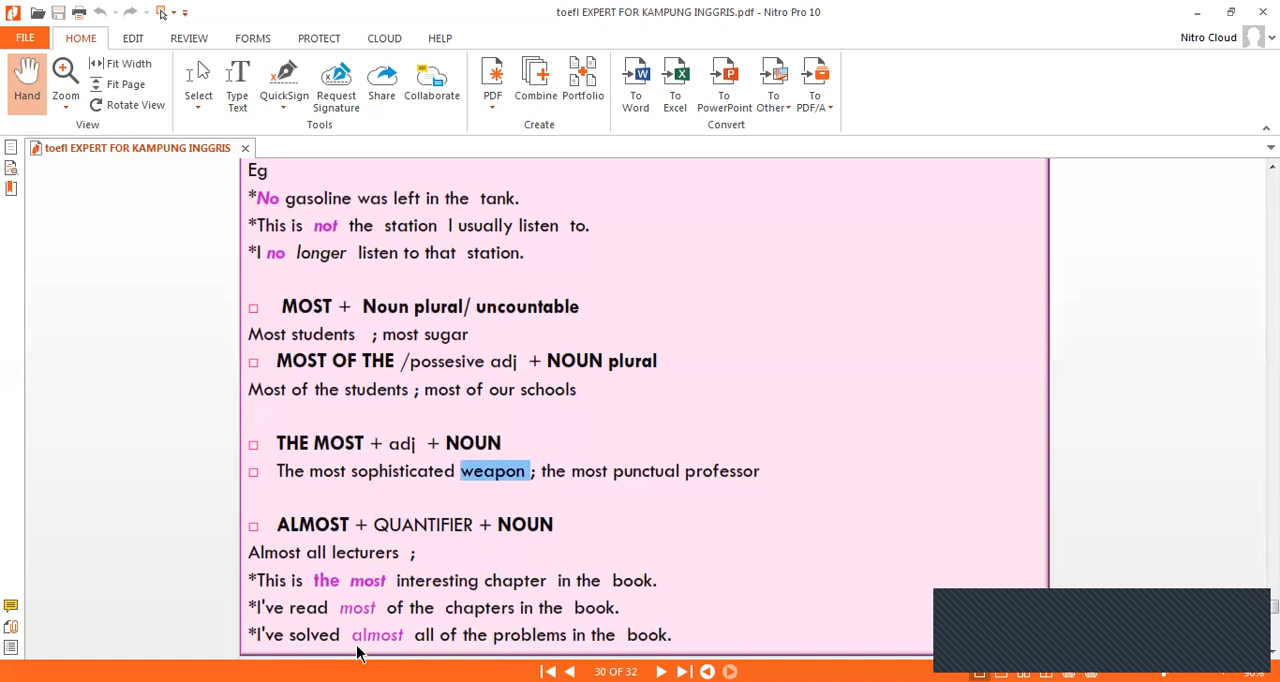 toefl EXPERT FOR KAMPUNG INGGRIS.pdf - Nitro Pro 10
FILE HOME EDIT REVIEW FORMS PROTECT CLOUD HELP Nitro Cloud
Hand Zoom Fit Width Fit Page Rotate View
View
Select Type Text QuickSign Request Signature Share Collaborate
Tools
PDF Combine Portfolio
Create
To Word To Excel To PowerPoint To Other To PDF/A
Convert
toefl EXPERT FOR KAMPUNG INGGRIS
Eg
*No gasoline was left in the tank.
*This is not the station I usually listen to.
*I no longer listen to that station.
MOST + Noun plural/ uncountable
Most students ; most sugar
MOST OF THE /possesive adj + NOUN plural
Most of the students ; most of our schools
THE MOST + adj + NOUN
The most sophisticated weapon ; the most punctual professor
ALMOST + QUANTIFIER + NOUN
Almost all lecturers ;
*This is the most interesting chapter in the book.
*I've read most of the chapters in the book.
*I've solved almost all of the problems in the book.
30 OF 32